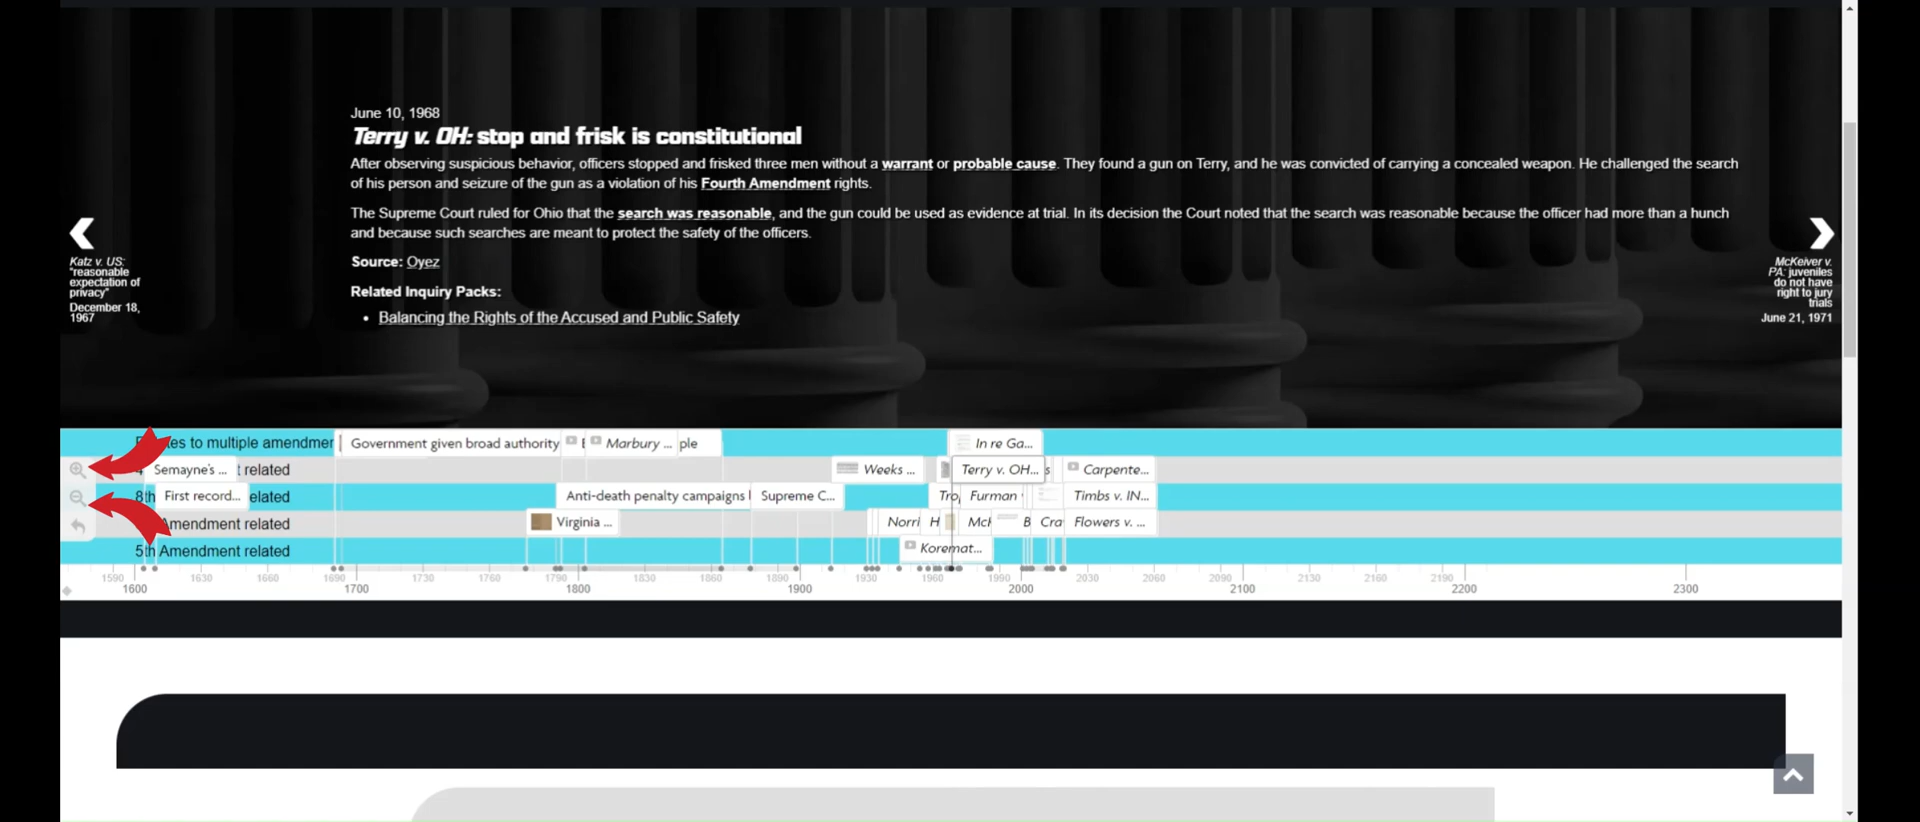 June 10, 1968
Terry v. OH: stop and frisk is constitutional
After observing suspicious behavior, officers stopped and frisked three men without a warrant or probable cause. They found a gun on Terry, and he was convicted of carrying a concealed weapon. He challenged the search
of his person and seizure of the gun as a violation of his Fourth Amendment rights.
The Supreme Court ruled for Ohio that the search was reasonable, and the gun could be used as evidence at trial. In its decision the Court noted that the search was reasonable because the officer had more than a hunch
and because such searches are meant to protect the safety of the officers.
Source: Oyez
Related Inquiry Packs:
• Balancing the Rights of the Accused and Public Safety
Katz v. US:
"reasonable
expectation of
privacy"
December 18,
1967
McKeiver v.
PA: juveniles
do not have
right to jury
trials
June 21, 1971
to multiple Government given broad authority Marbury ... ple In re Ga...
Semayne's ... related Weeks ... Terry v. OH... s Carpente...
8th First record... elated Anti-death penalty campaigns Supreme C... Furman Timbs v. IN...
Amendment related Virginia ... Norri H B Cra Flowers v. ...
5th Amendment related Koremat...
1590 1630 1660 1690 1730 1760 1790 1830 1860 1890 1930 1960 1990 2030 2060 2090 2130 2160 2190
1600 1700 1800 1900 2000 2100 2200 2300